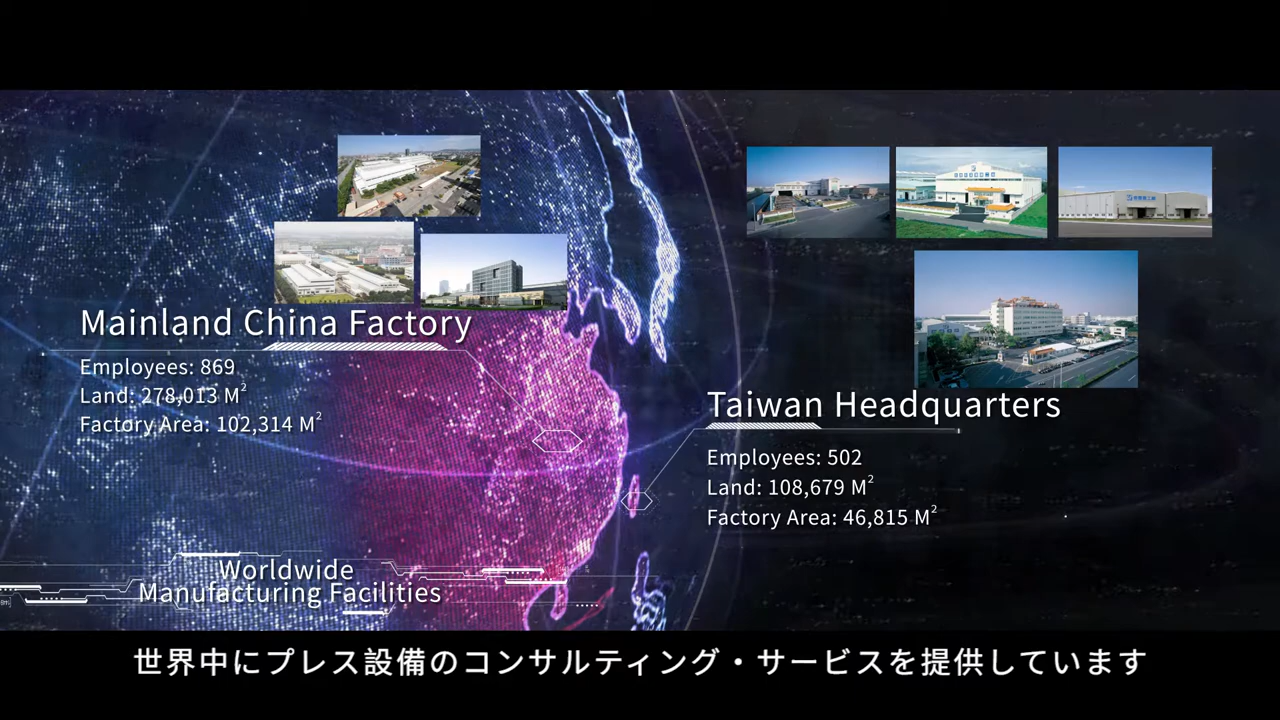 Mainland China Factory
Employees: 869
Land: 278,013 M²
Factory Area: 102,314 M²
Taiwan Headquarters
Employees: 502
Land: 108,679 M²
Factory Area: 46,815 M²
Worldwide
Manufacturing Facilities
世界中にプレス設備のコンサルティング・サービスを提供しています